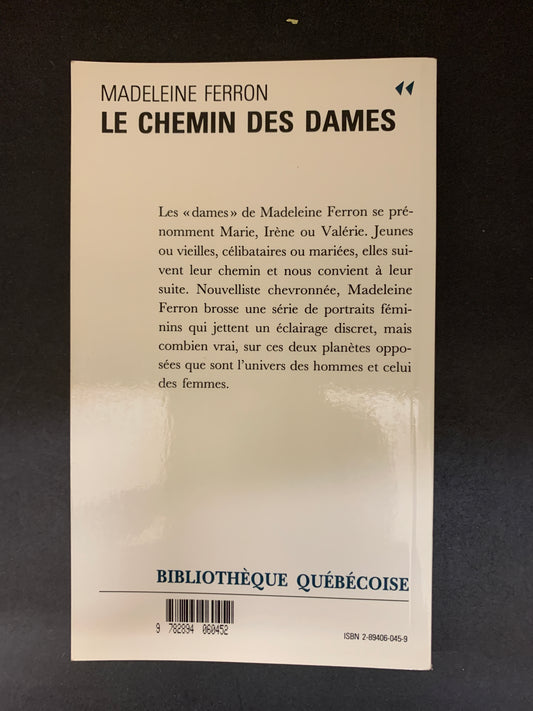 MADELEINE FERRON
LE CHEMIN DES DAMES
Les «dames» de Madeleine Ferron se pré-
nomment Marie, Irène ou Valérie. Jeunes
ou vieilles, célibataires ou mariées, elles sui-
vent leur chemin et nous convient à leur
suite. Nouvelliste chevronnée, Madeleine
Ferron brosse une série de portraits fémi-
nins qui jettent un éclairage discret, mais
combien vrai, sur ces deux planètes oppo-
sées que sont l'univers des hommes et celui
des femmes.
BIBLIOTHÈQUE QUÉBÉCOISE
9 782894 060452
ISBN 2-89406-045-9